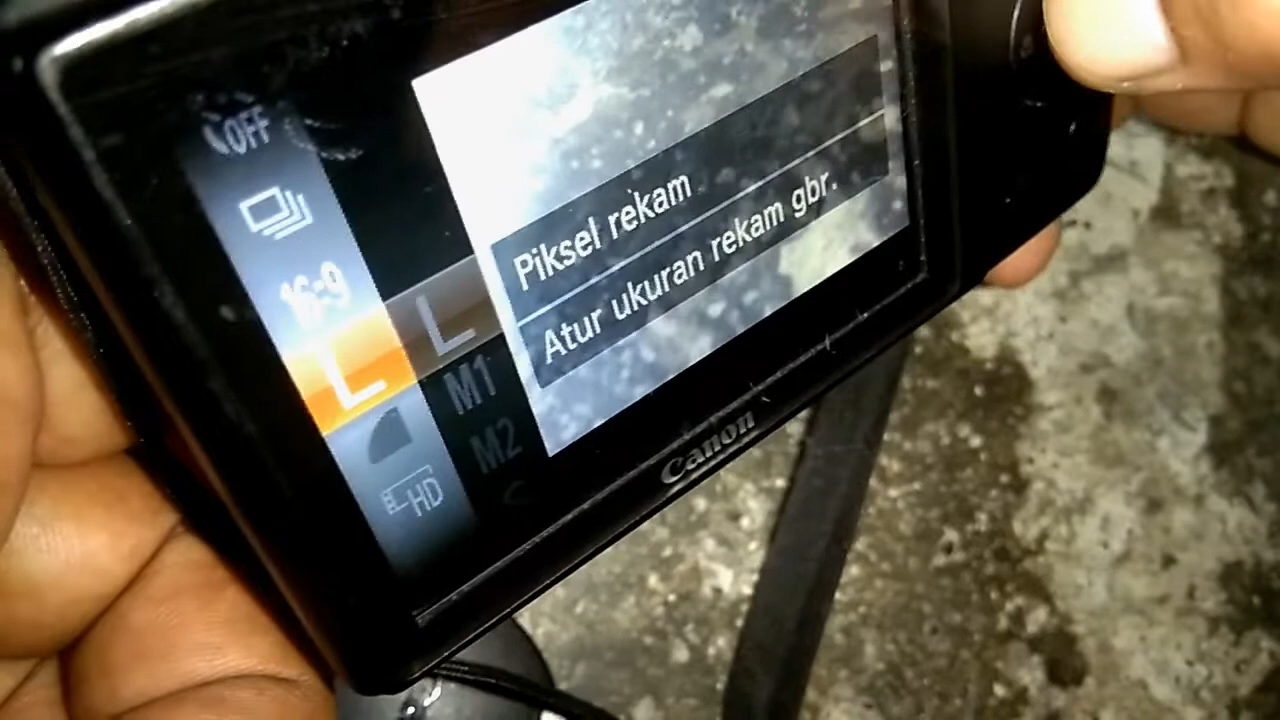 OFF
16:9
L
L
M1
M2
S
HD
Piksel rekam
Atur ukuran rekam gbr.
Canon